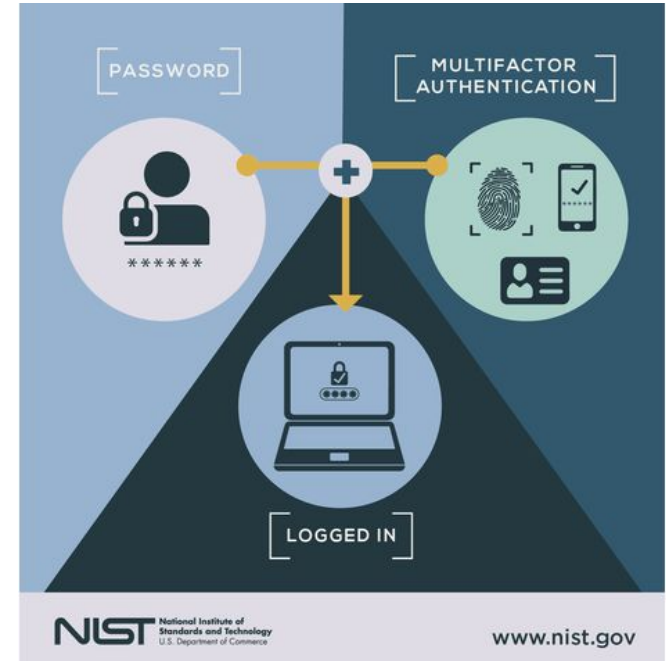 PASSWORD
MULTIFACTOR
AUTHENTICATION
******
LOGGED IN
NIST
National Institute of
Standards and Technology
U.S. Department of Commerce
www.nist.gov